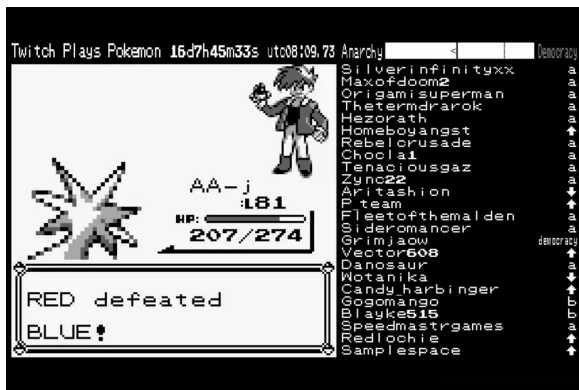 Twitch Plays Pokemon 16d7h45m33s utc08:09.73 Anarchy < Democracy
Silverinfinityxx a
Maxofdoom2 a
Origamisuperman a
Thetermdrarok a
Hezorath a
Homeboyangst ⬆
Rebelcrusade a
Chocla1 a
Tenaciousgaz a
Zync22 a
Aritashion ⬇
P_team ⬆
Fleetofthemalden a
Sideromancer a
Grimjaow democracy
Vector608 ⬆
Danosaur a
Wotanika ⬇
Candy_harbinger ⬆
Gogomango b
Blayke515 b
Speedmastrgames a
Redlochie ⬆
Samplespace ⬆
AA-j
:L81
HP:
207/274
RED defeated
BLUE!